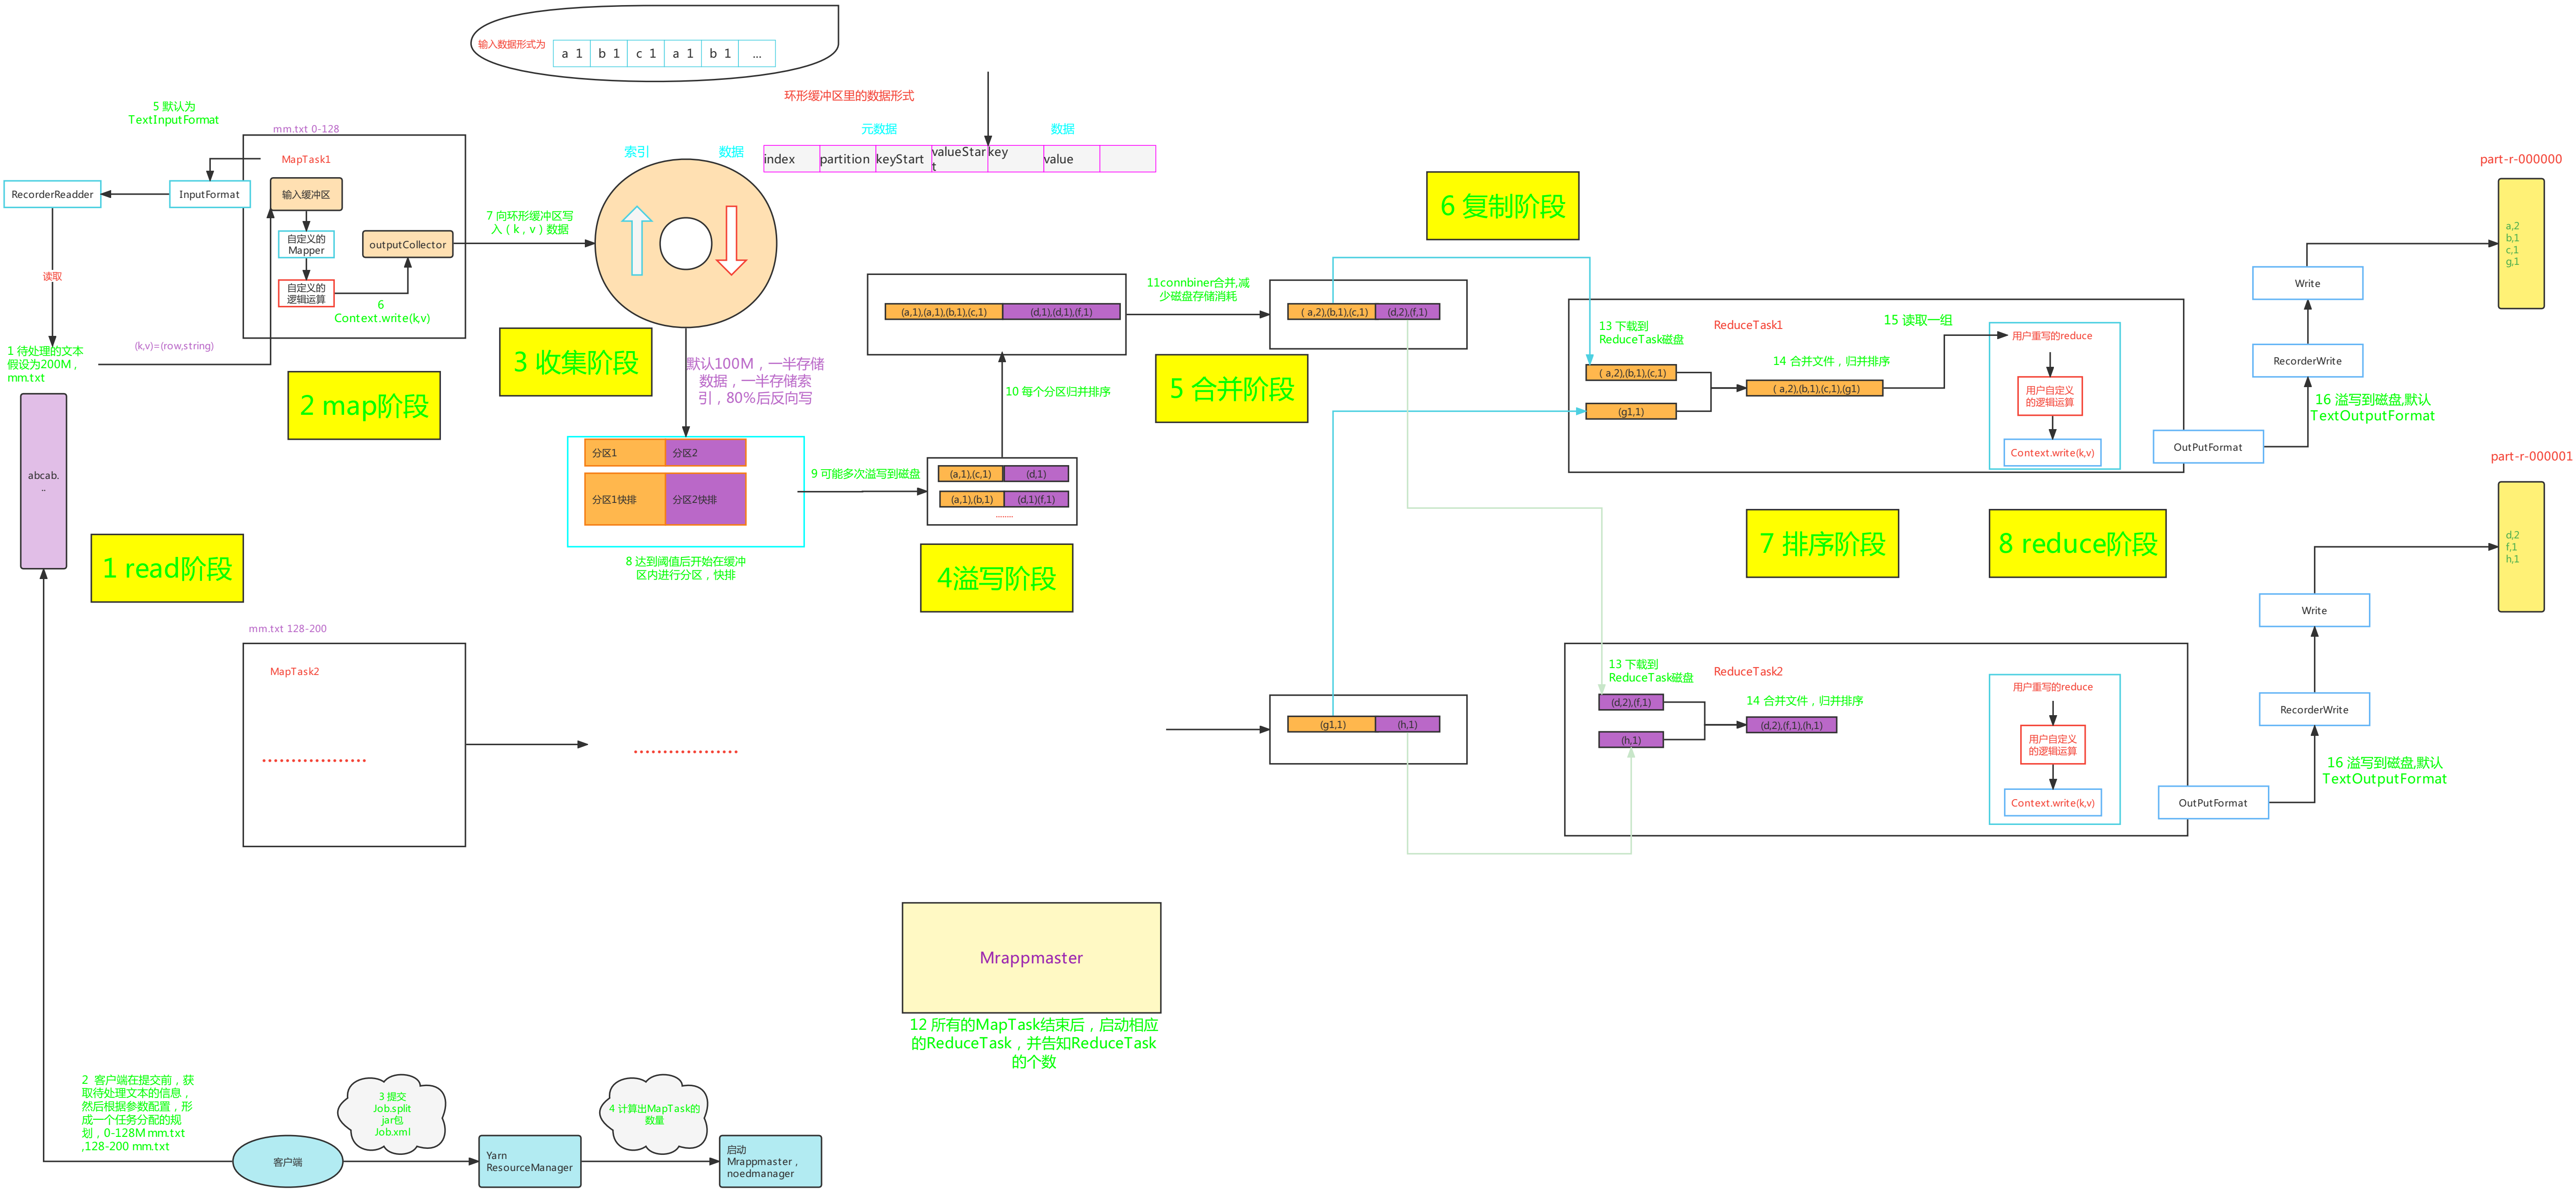 输入数据形式为
a 1
b 1
c 1
a 1
b 1
...
环形缓冲区里的数据形式
元数据
数据
index
partition
keyStart
valueStar
t
key
value
5 默认为
TextInputFormat
mm.txt 0-128
MapTask1
RecorderReadder
InputFormat
输入缓冲区
自定义的
Mapper
自定义的
逻辑运算
outputCollector
6
Context.write(k,v)
读取
1 待处理的文本
假设为200M，
mm.txt
(k,v)=(row,string)
abcab.
..
1 read阶段
2 map阶段
7 向环形缓冲区写
入（k，v）数据
索引
数据
3 收集阶段
默认100M，一半存储
数据，一半存储索
引，80%后反向写
分区1
分区2
分区1快排
分区2快排
8 达到阈值后开始在缓冲
区内进行分区，快排
9 可能多次溢写到磁盘
(a,1),(c,1)
(d,1)
(a,1),(b,1)
(d,1)(f,1)
........
4溢写阶段
10 每个分区归并排序
(a,1),(a,1),(b,1),(c,1)
(d,1),(d,1),(f,1)
11connbiner合并,减
少磁盘存储消耗
5 合并阶段
( a,2),(b,1),(c,1)
(d,2),(f,1)
6 复制阶段
13 下载到
ReduceTask磁盘
ReduceTask1
( a,2),(b,1),(c,1)
(g1,1)
14 合并文件，归并排序
( a,2),(b,1),(c,1),(g1)
15 读取一组
用户重写的reduce
用户自定义
的逻辑运算
Context.write(k,v)
OutPutFormat
RecorderWrite
Write
16 溢写到磁盘,默认
TextOutputFormat
part-r-000000
a,2
b,1
c,1
g,1
7 排序阶段
8 reduce阶段
mm.txt 128-200
MapTask2
..................
..................
(g1,1)
(h,1)
13 下载到
ReduceTask磁盘
ReduceTask2
(d,2),(f,1)
(h,1)
14 合并文件，归并排序
(d,2),(f,1),(h,1)
用户重写的reduce
用户自定义
的逻辑运算
Context.write(k,v)
OutPutFormat
RecorderWrite
Write
16 溢写到磁盘,默认
TextOutputFormat
part-r-000001
d,2
f,1
h,1
Mrappmaster
12 所有的MapTask结束后，启动相应
的ReduceTask，并告知ReduceTask
的个数
2 客户端在提交前，获
取待处理文本的信息，
然后根据参数配置，形
成一个任务分配的规
划，0-128M mm.txt
,128-200 mm.txt
客户端
3 提交
Job.split
jar包
Job.xml
Yarn
ResourceManager
4 计算出MapTask的
数量
启动
Mrappmaster，
noedmanager